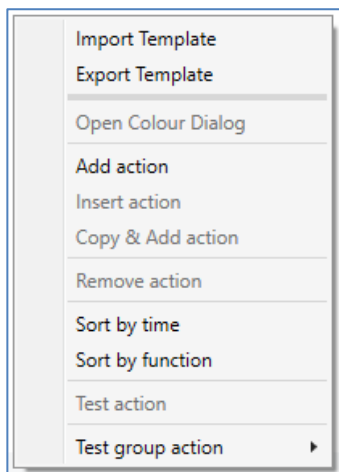 Import Template
Export Template
Open Colour Dialog
Add action
Insert action
Copy & Add action
Remove action
Sort by time
Sort by function
Test action
Test group action